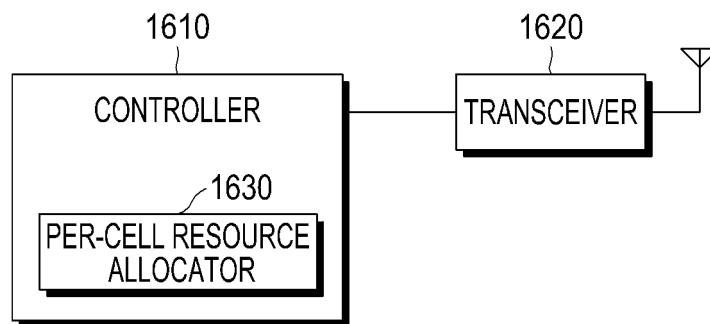 1610
1620
CONTROLLER
TRANSCEIVER
1630
PER-CELL RESOURCE
ALLOCATOR